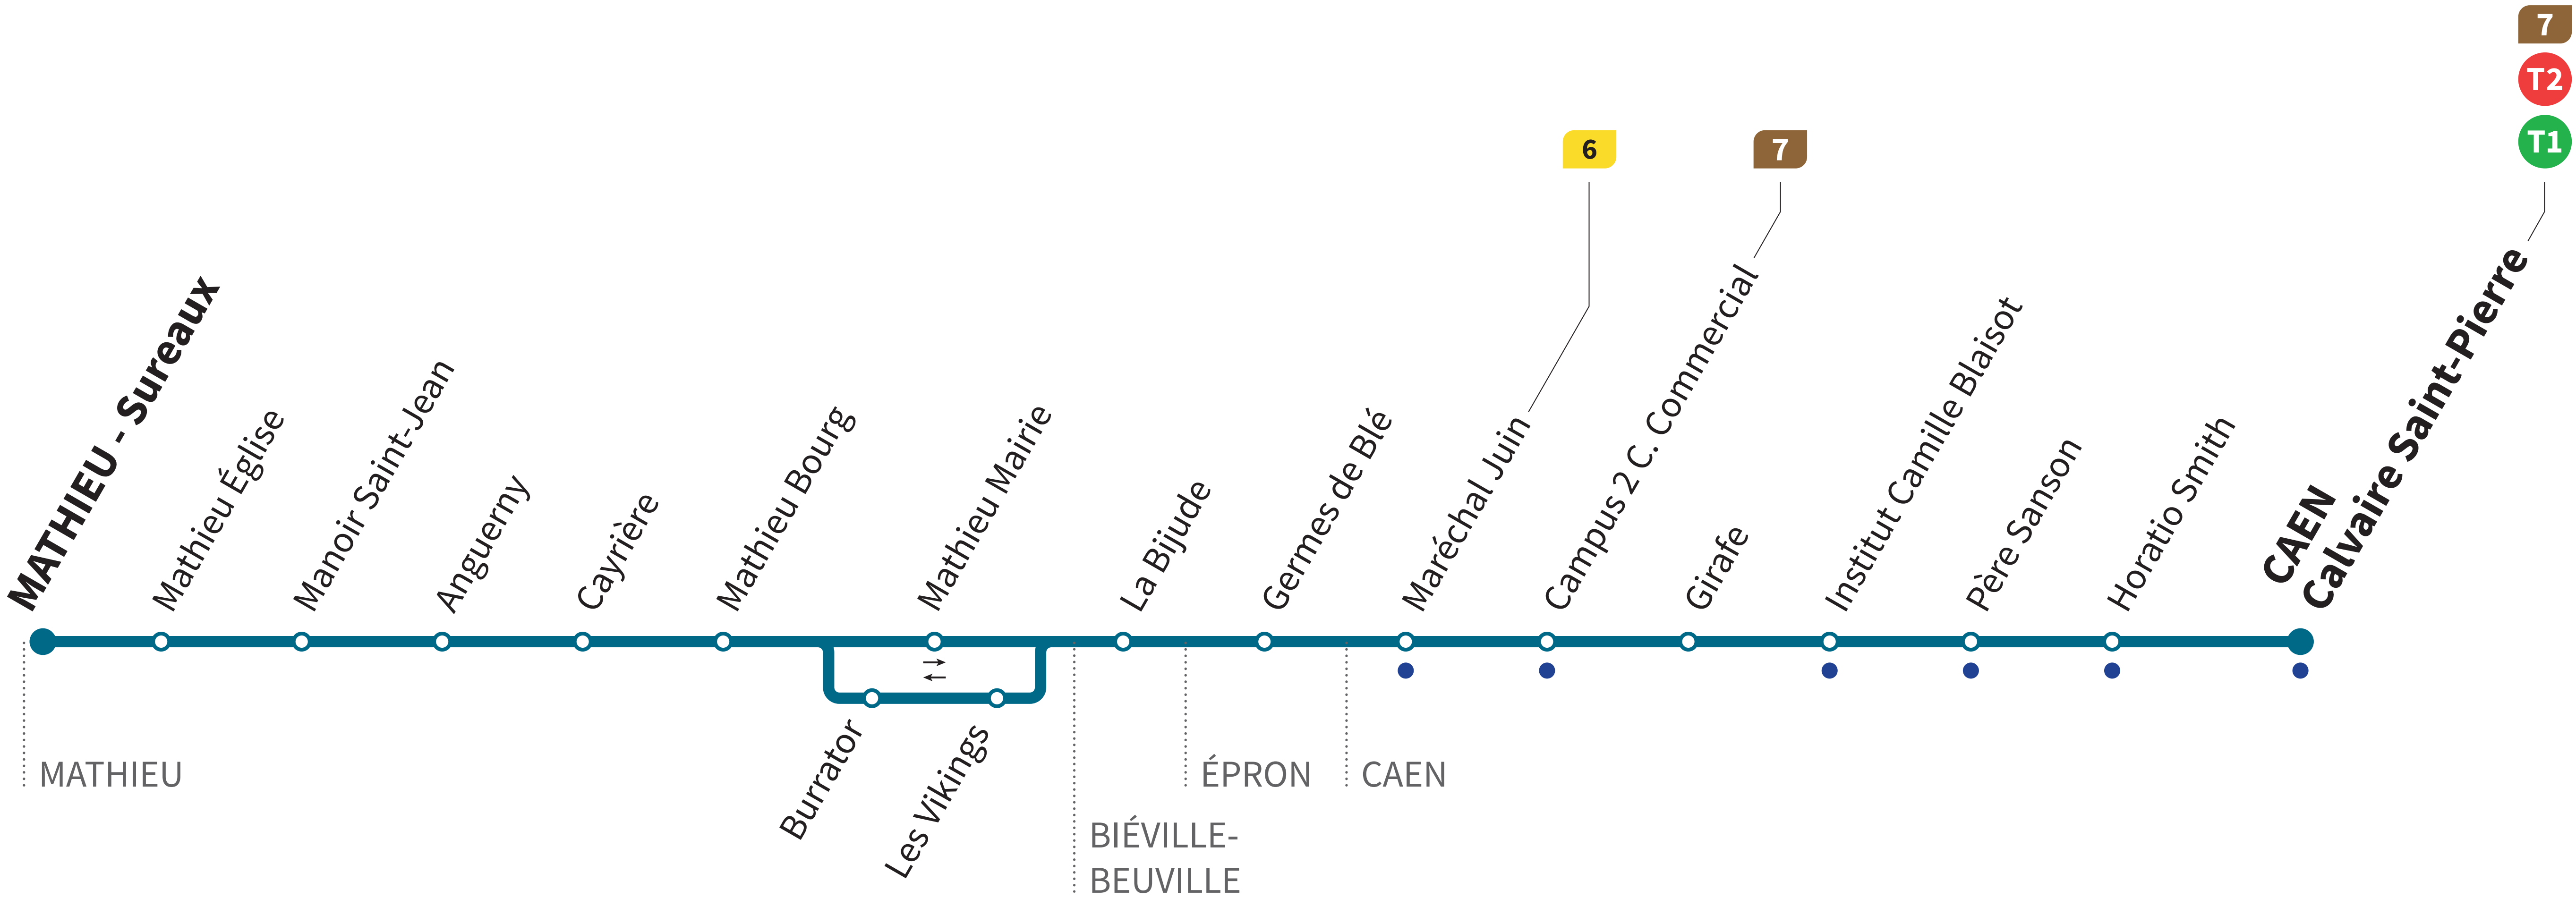 7
T2
T1
6
7
MATHIEU - Sureaux
Mathieu Église
Manoir Saint-Jean
Anguerny
Cayrière
Mathieu Bourg
Mathieu Mairie
La Bijude
Germes de Blé
Maréchal Juin
Campus 2 C. Commercial
Girafe
Institut Camille Blaisot
Père Sanson
Horatio Smith
CAEN
Calvaire Saint-Pierre
Burrator
Les Vikings
MATHIEU
BIÉVILLE-
BEUVILLE
ÉPRON
CAEN